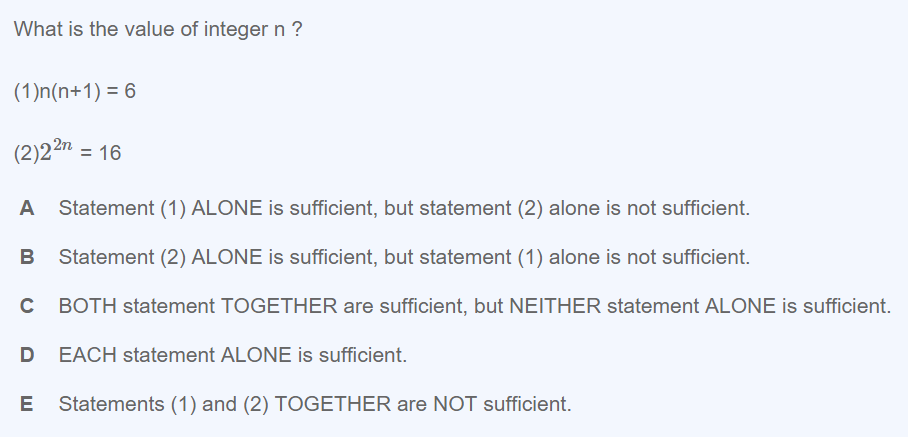 What is the value of integer n ?
(1)n(n+1) = 6
(2)2^{2n} = 16
A Statement (1) ALONE is sufficient, but statement (2) alone is not sufficient.
B Statement (2) ALONE is sufficient, but statement (1) alone is not sufficient.
C BOTH statement TOGETHER are sufficient, but NEITHER statement ALONE is sufficient.
D EACH statement ALONE is sufficient.
E Statements (1) and (2) TOGETHER are NOT sufficient.